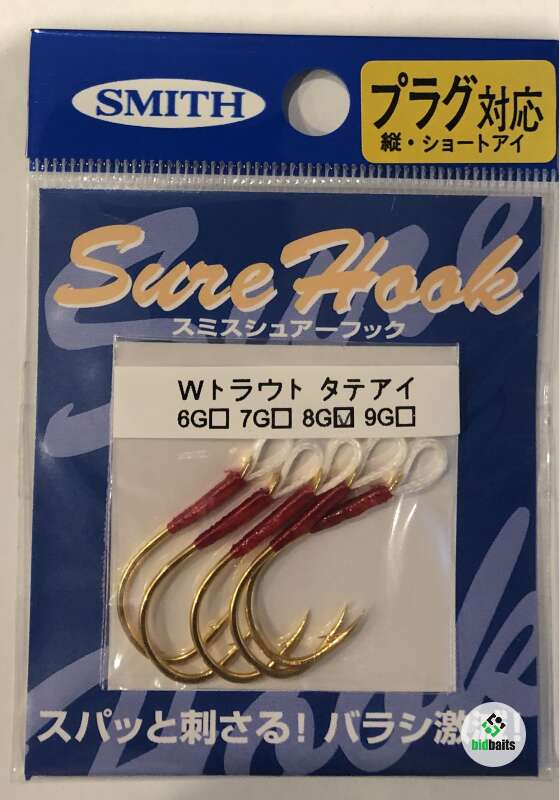 SMITH
プラグ対応
縦・ショートアイ
Sure Hook
スミスシュアーフック
Wトラウト タテアイ
6G□ 7G□ 8G☑ 9G□
スパッと刺さる! バラシ激
bidbaits